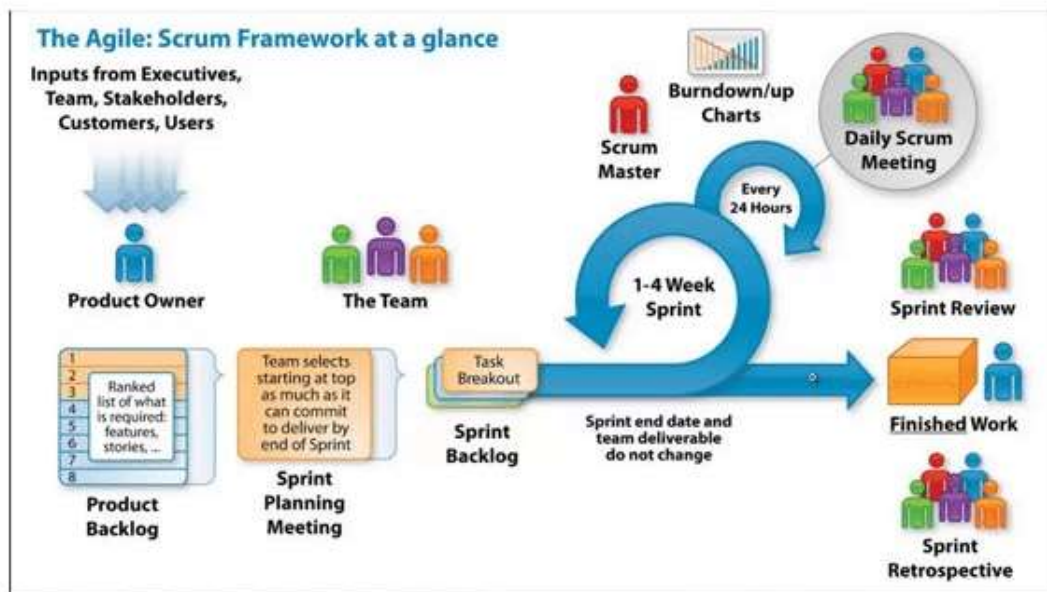 The Agile: Scrum Framework at a glance
Inputs from Executives,
Team, Stakeholders,
Customers, Users
Product Owner
The Team
Scrum
Master
Burndown/up
Charts
Daily Scrum
Meeting
Every
24 Hours
1-4 Week
Sprint
Sprint Review
1
2
3
4
5
6
7
8
Ranked
list of what
is required:
features,
stories, ...
Product
Backlog
Team selects
starting at top
as much as it
can commit
to deliver by
end of Sprint
Sprint
Planning
Meeting
Task
Breakout
Sprint
Backlog
Sprint end date and
team deliverable
do not change
Finished Work
Sprint
Retrospective